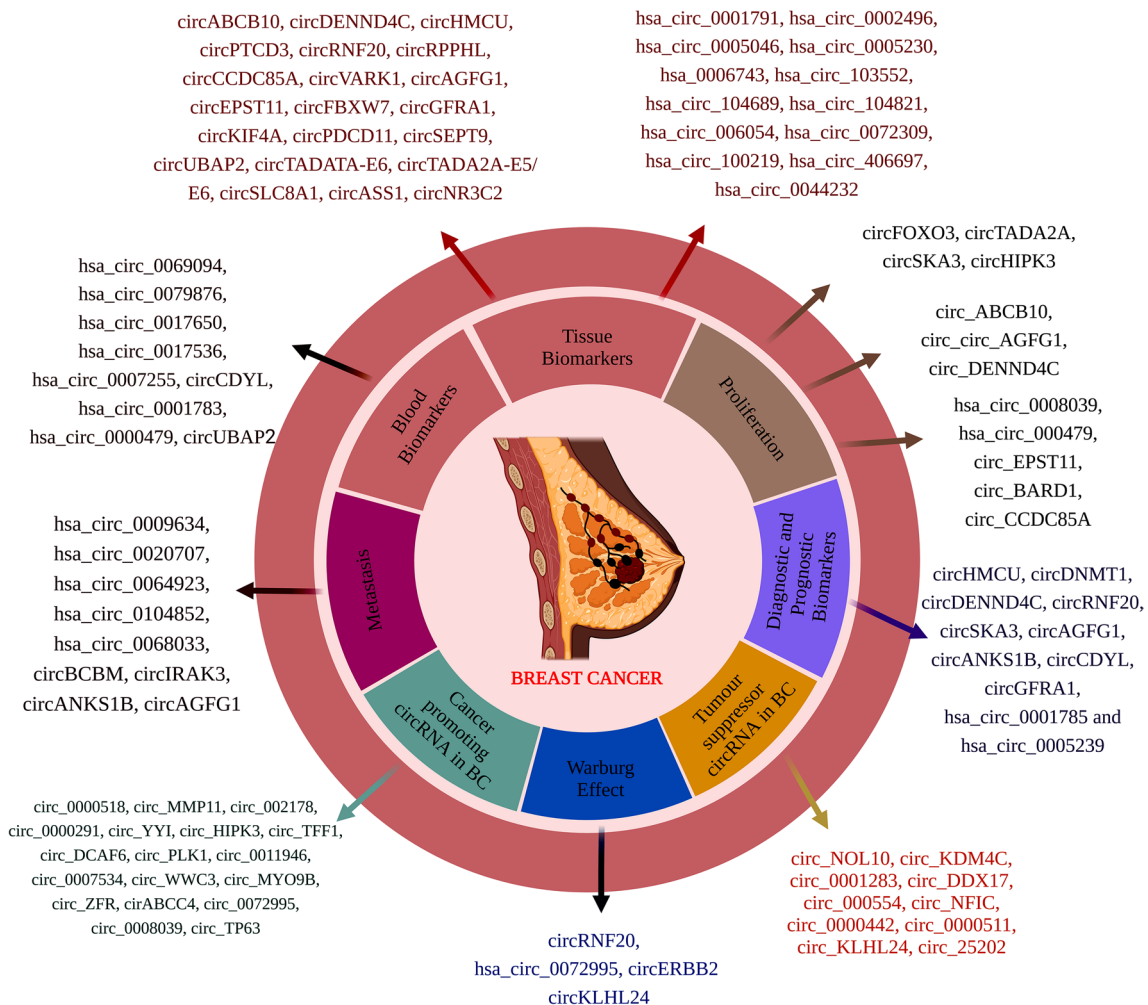 circABCB10, circDENND4C, circHMCU,
circPTCD3, circRNF20, circRPPHL,
circCCDC85A, circVARK1, circAGFG1,
circEPST11, circFBXW7, circGFRA1,
circKIF4A, circPDCD11, circSEPT9,
circUBAP2, circTADATA-E6, circTADA2A-E5/
E6, circSLC8A1, circASS1, circNR3C2
hsa_circ_0001791, hsa_circ_0002496,
hsa_circ_0005046, hsa_circ_0005230,
hsa_0006743, hsa_circ_103552,
hsa_circ_104689, hsa_circ_104821,
hsa_circ_006054, hsa_circ_0072309,
hsa_circ_100219, hsa_circ_406697,
hsa_circ_0044232
circFOXO3, circTADA2A,
circSKA3, circHIPK3
circ_ABCB10,
circ_circ_AGFG1,
circ_DENND4C
hsa_circ_0008039,
hsa_circ_000479,
circ_EPST11,
circ_BARD1,
circ_CCDC85A
circHMCU, circDNMT1,
circDENND4C, circRNF20,
circSKA3, circAGFG1,
circANKS1B, circCDYL,
circGFRA1,
hsa_circ_0001785 and
hsa_circ_0005239
circ_NOL10, circ_KDM4C,
circ_0001283, circ_DDX17,
circ_000554, circ_NFIC,
circ_0000442, circ_0000511,
circ_KLHL24, circ_25202
circRNF20,
hsa_circ_0072995, circERBB2
circKLHL24
circ_0000518, circ_MMP11, circ_002178,
circ_0000291, circ_YYI, circ_HIPK3, circ_TFF1,
circ_DCAF6, circ_PLK1, circ_0011946,
circ_0007534, circ_WWC3, circ_MYO9B,
circ_ZFR, cirABCC4, circ_0072995,
circ_0008039, circ_TP63
hsa_circ_0009634,
hsa_circ_0020707,
hsa_circ_0064923,
hsa_circ_0104852,
hsa_circ_0068033,
circBCBM, circIRAK3,
circANKS1B, circAGFG1
hsa_circ_0069094,
hsa_circ_0079876,
hsa_circ_0017650,
hsa_circ_0017536,
hsa_circ_0007255, circCDYL,
hsa_circ_0001783,
hsa_circ_0000479, circUBAP2
Tissue
Biomarkers
Proliferation
Diagnostic and
Prognostic
Biomarkers
Tumour
suppressor
circRNA in BC
Warburg
Effect
Cancer
promoting
circRNA in BC
Metastasis
Blood
Biomarkers
BREAST CANCER